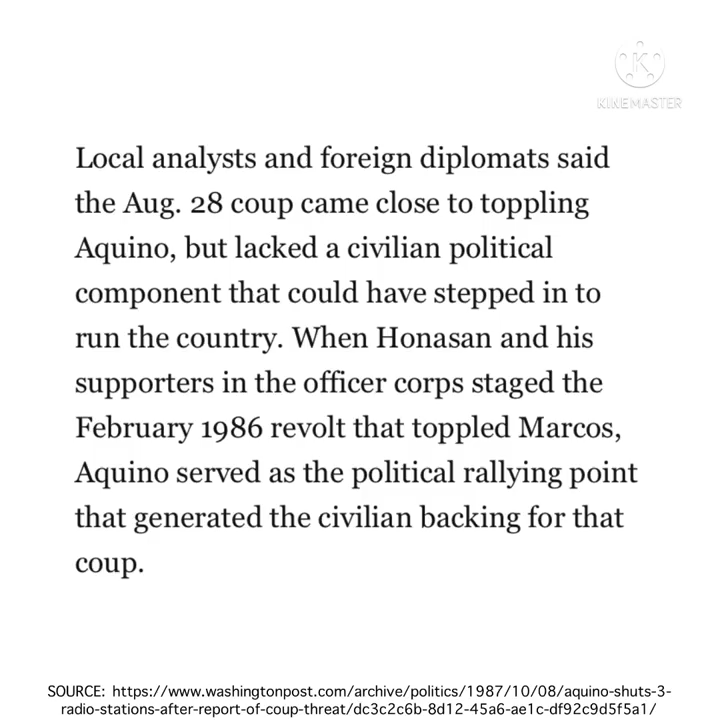 KINEMASTER
Local analysts and foreign diplomats said
the Aug. 28 coup came close to toppling
Aquino, but lacked a civilian political
component that could have stepped in to
run the country. When Honasan and his
supporters in the officer corps staged the
February 1986 revolt that toppled Marcos,
Aquino served as the political rallying point
that generated the civilian backing for that
coup.
SOURCE: https://www.washingtonpost.com/archive/politics/1987/10/08/aquino-shuts-3-
radio-stations-after-report-of-coup-threat/dc3c2c6b-8d12-45a6-ae1c-df92c9d5f5a1/